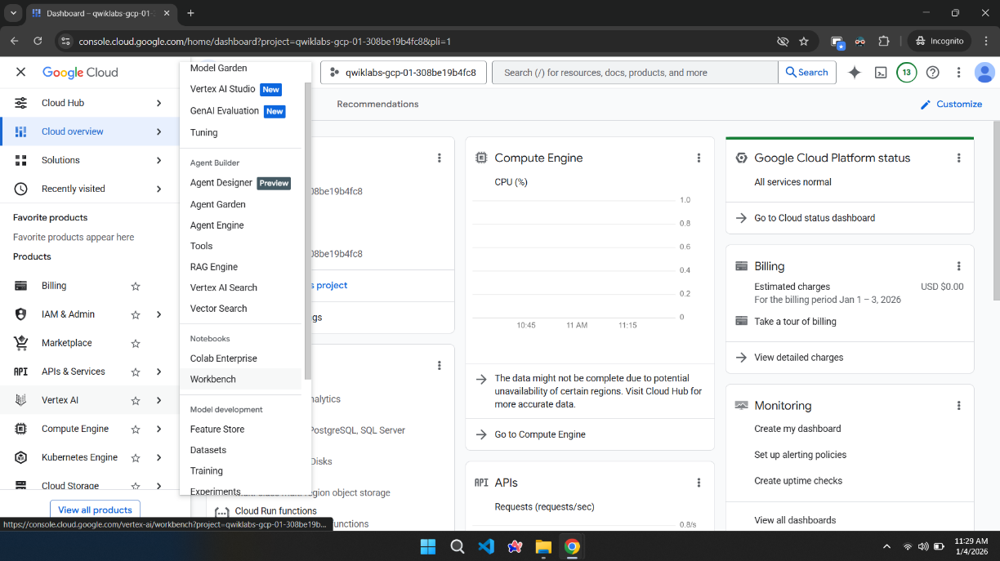 Dashboard – qwiklabs-gcp-01-
console.cloud.google.com/home/dashboard?project=qwiklabs-gcp-01-308be19b4fc8&pli=1
Incognito
Google Cloud
qwiklabs-gcp-01-308be19b4fc8
Search (/) for resources, docs, products, and more
Search
13
Cloud Hub
Cloud overview
Solutions
Recently visited
Favorite products
Favorite products appear here
Products
Billing
IAM & Admin
Marketplace
API APIs & Services
Vertex AI
Compute Engine
Kubernetes Engine
Cloud Storage
View all products
Model Garden
Vertex AI Studio New
GenAI Evaluation New
Tuning
Agent Builder
Agent Designer Preview
Agent Garden
Agent Engine
Tools
RAG Engine
Vertex AI Search
Vector Search
Notebooks
Colab Enterprise
Workbench
Model development
Feature Store
Datasets
Training
Experiments
Recommendations
Customize
08be19b4fc8
08be19b4fc8
s project
gs
nalytics
PostgreSQL, SQL Server
Disks
region object storage
Cloud Run functions
unctions
Compute Engine
CPU (%)
1.0
0.8
0.6
0.4
0.2
0
10:45 11 AM 11:15
The data might not be complete due to potential
unavailability of certain regions. Visit Cloud Hub for
more accurate data.
Go to Compute Engine
API APIs
Requests (requests/sec)
0.8/s
Google Cloud Platform status
All services normal
Go to Cloud status dashboard
Billing
Estimated charges USD $0.00
For the billing period Jan 1 – 3, 2026
Take a tour of billing
View detailed charges
Monitoring
Create my dashboard
Set up alerting policies
Create uptime checks
View all dashboards
https://console.cloud.google.com/vertex-ai/workbench?project=qwiklabs-gcp-01-308be19b...
11:29 AM
1/4/2026